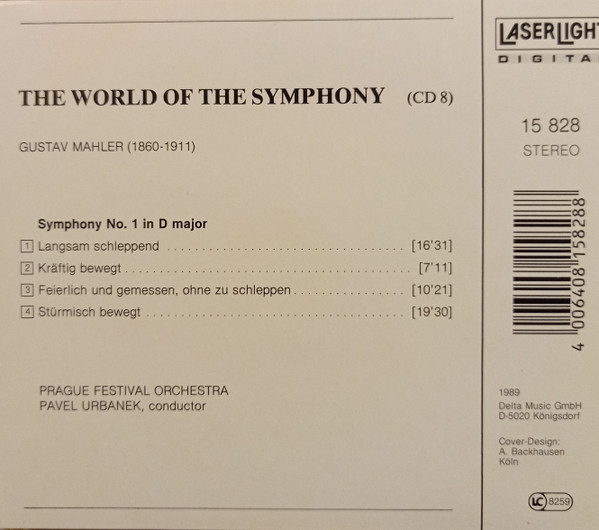 THE WORLD OF THE SYMPHONY (CD 8)
GUSTAV MAHLER (1860-1911)
Symphony No. 1 in D major
1 Langsam schleppend [16'31]
2 Kräftig bewegt [7'11]
3 Feierlich und gemessen, ohne zu schleppen [10'21]
4 Stürmisch bewegt [19'30]
PRAGUE FESTIVAL ORCHESTRA
PAVEL URBANEK, conductor
LASERLIGHT
DIGITA
15 828
STEREO
4 006408 158288
1989
Delta Music GmbH
D-5020 Königsdorf
Cover-Design:
A. Backhausen
Köln
LC 8259